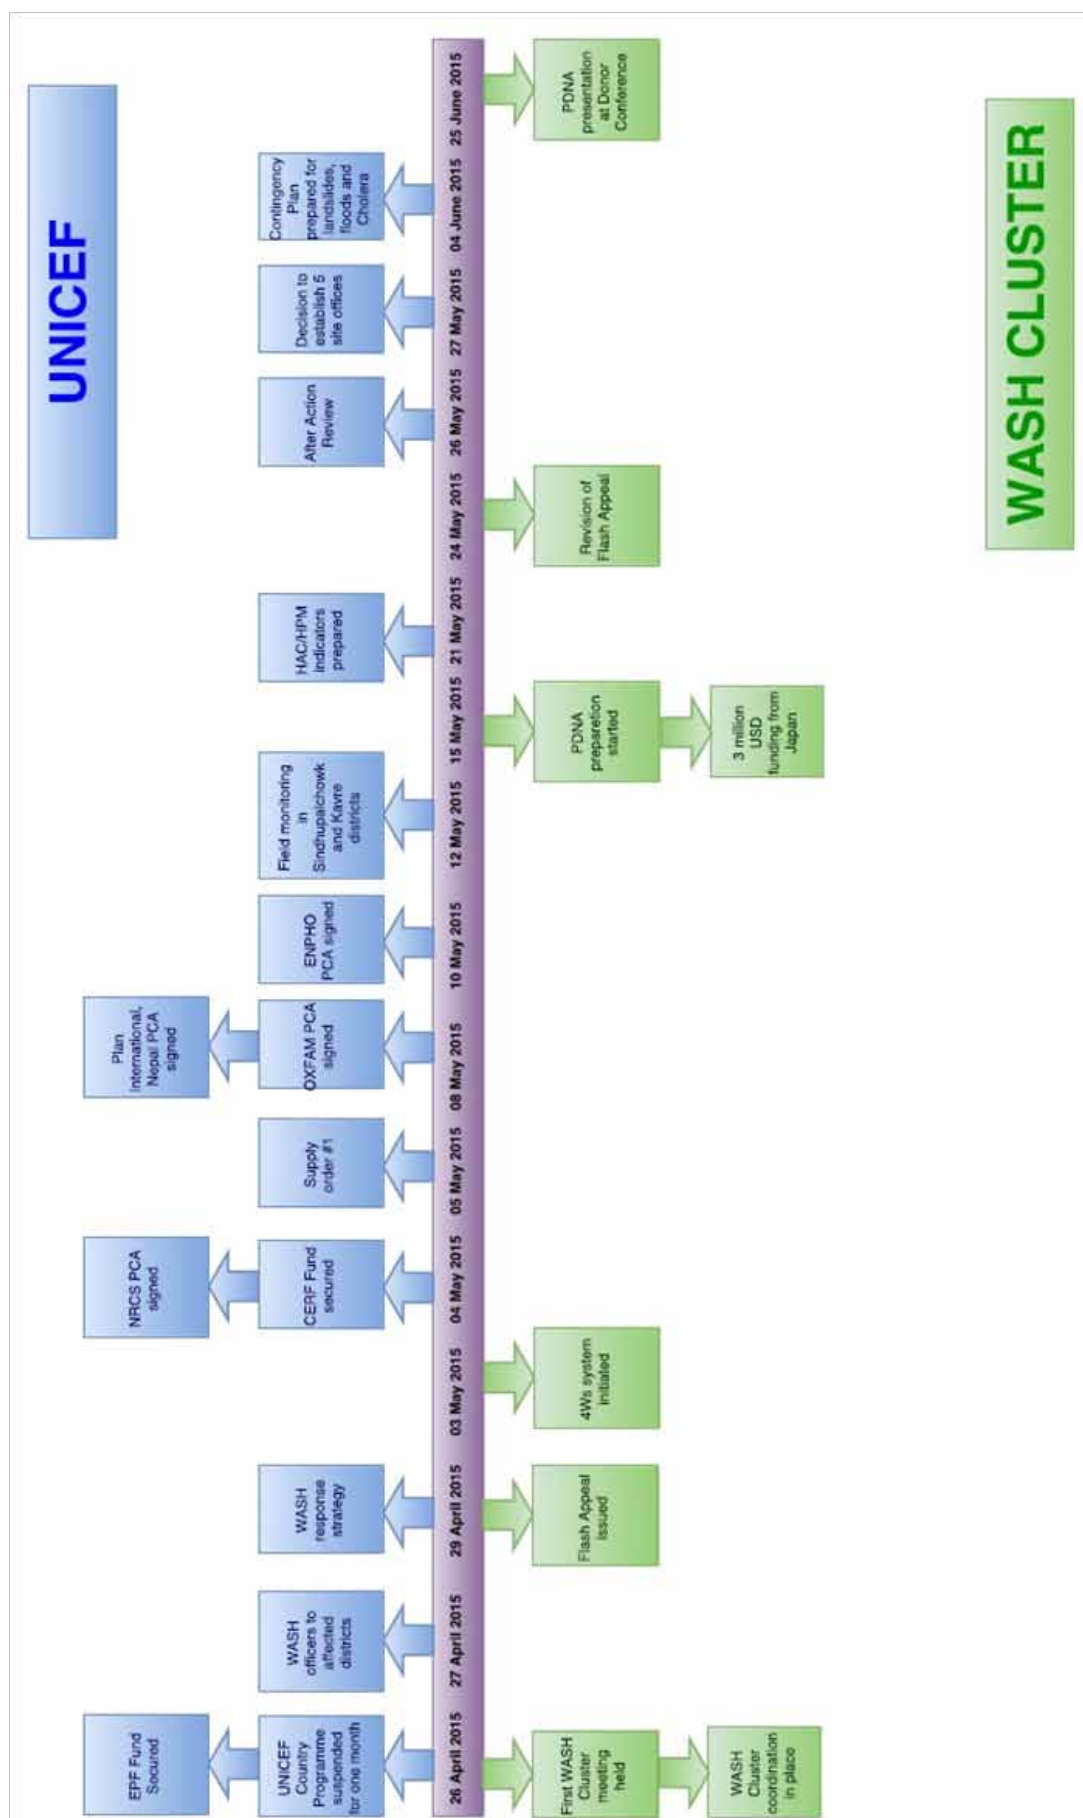 UNICEF
EPF Fund
Secured
NRCS PCA
signed
Plan
international,
Nepal PCA
signed
UNICEF
Country
Programme
suspended
for one month
WASH
officers to
affected
districts
WASH
response
strategy
CERF Fund
secured
Supply
order #1
OXFAM PCA
signed
ENPHO
PCA signed
Field monitoring
in
Sindhupalchowk
and Kavre
districts
HAC/HPM
indicators
prepared
After Action
Review
Decision to
establish 5
site offices
Contingency
Plan
prepared for
landslides,
floods and
Cholera
26 April 2015
27 April 2015
29 April 2015
03 May 2015
04 May 2015
05 May 2015
08 May 2015
10 May 2015
12 May 2015
15 May 2015
21 May 2015
24 May 2015
26 May 2015
27 May 2015
04 June 2015
25 June 2015
First WASH
Cluster
meeting
held
Flash Appeal
issued
4Ws system
initiated
PDNA
preparetion
started
Revision of
Flash Appeal
PDNA
presentation
at Donor
Conference
WASH
Cluster
coordination
in place
3 million
USD
funding from
Japan
WASH CLUSTER